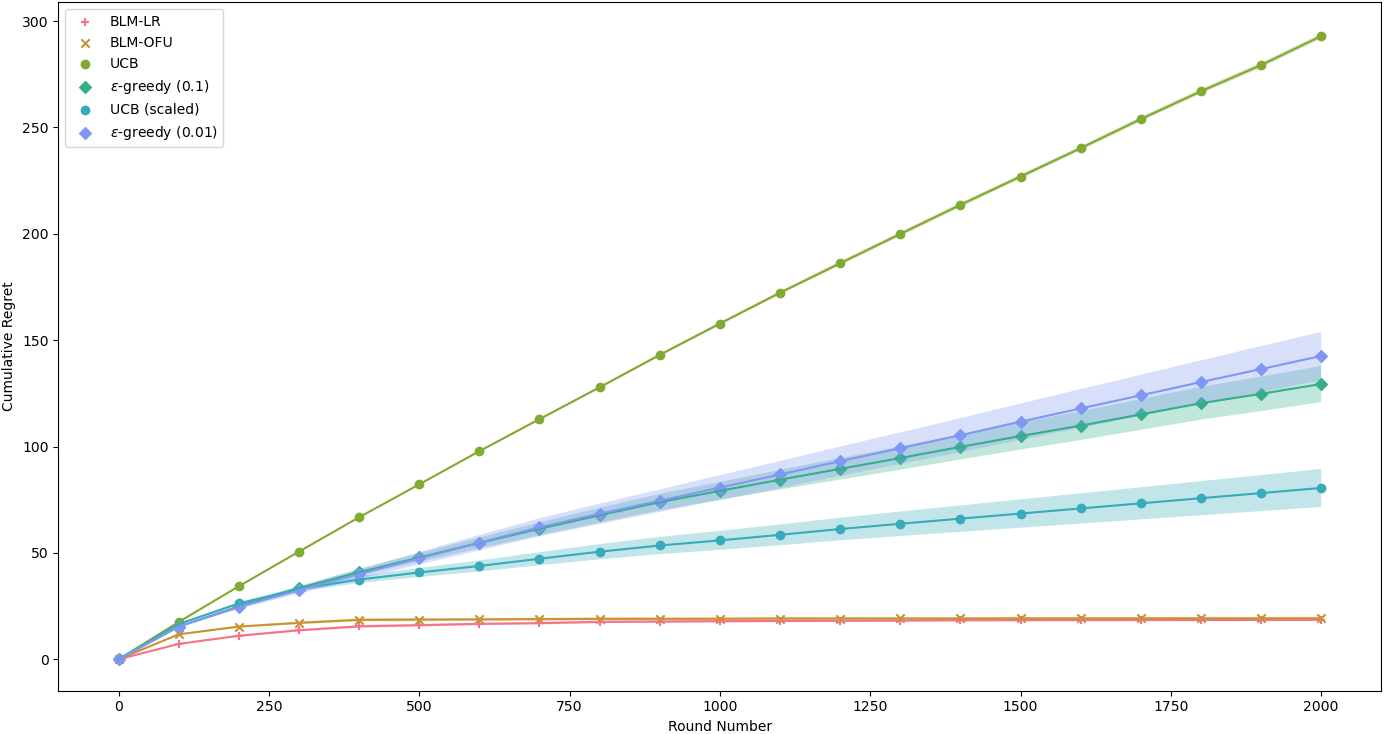 BLM-LR
BLM-OFU
UCB
ε-greedy (0.1)
UCB (scaled)
ε-greedy (0.01)
Cumulative Regret
300
250
200
150
100
50
0
0 250 500 750 1000 1250 1500 1750 2000
Round Number